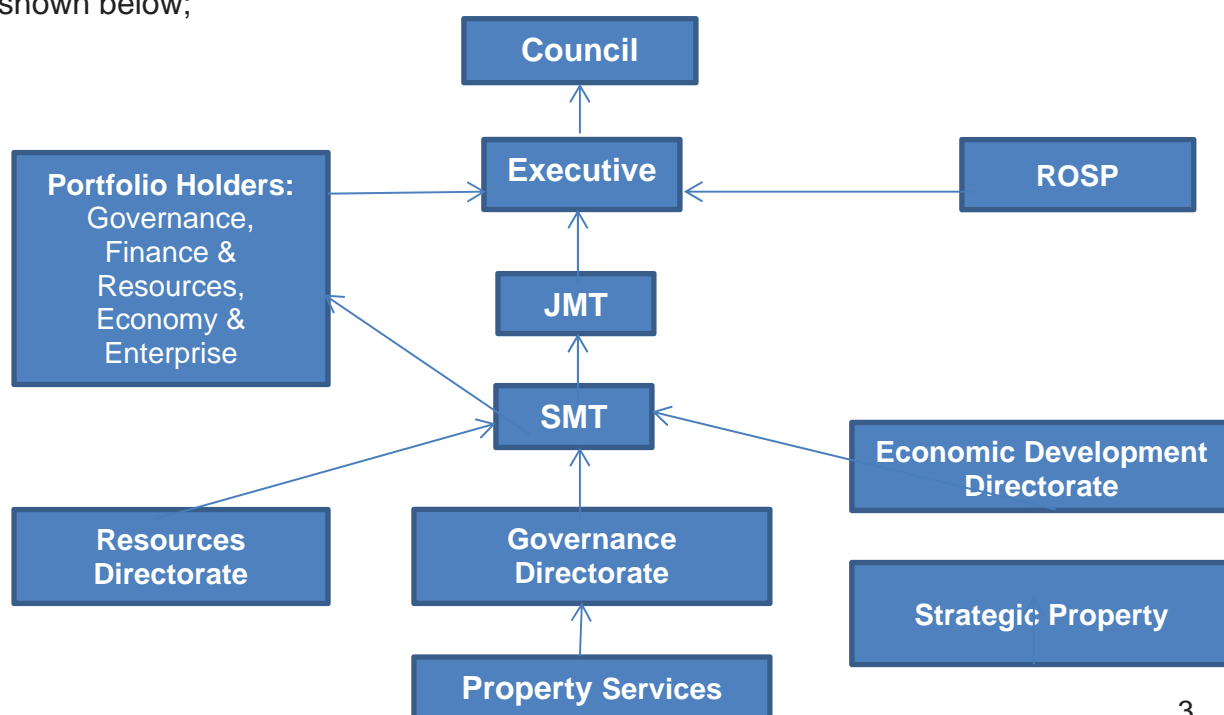 shown below;
Council
Executive
ROSP
Portfolio Holders:
Governance,
Finance &
Resources,
Economy &
Enterprise
JMT
SMT
Economic Development
Directorate
Resources
Directorate
Governance
Directorate
Strategic Property
Property Services
3